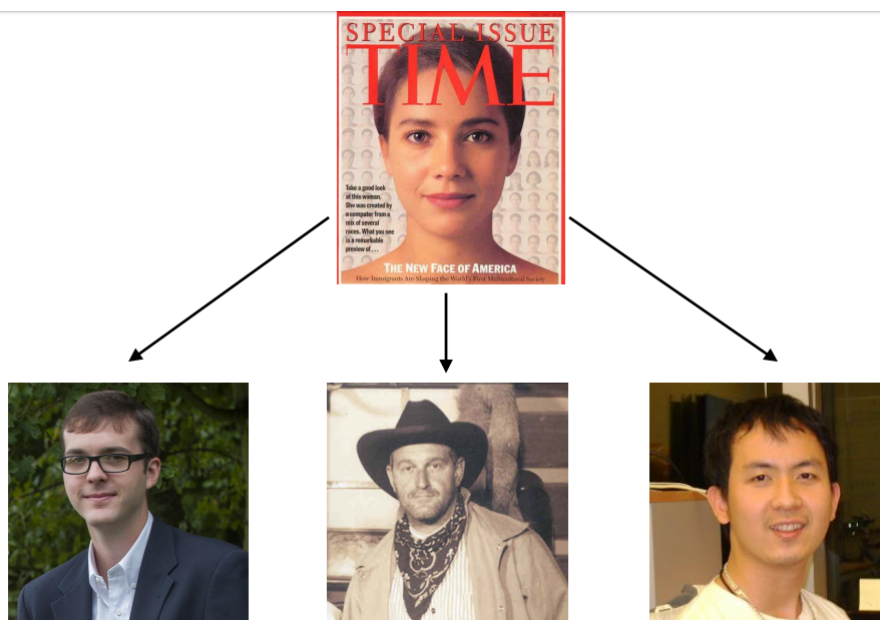 SPECIAL ISSUE
TIME
Take a good look
at this woman.
She was created by
a computer from a
mix of several
races. What you see
is a remarkable
preview of . . .
THE NEW FACE OF AMERICA
How Immigrants Are Shaping the World's First Multicultural Society